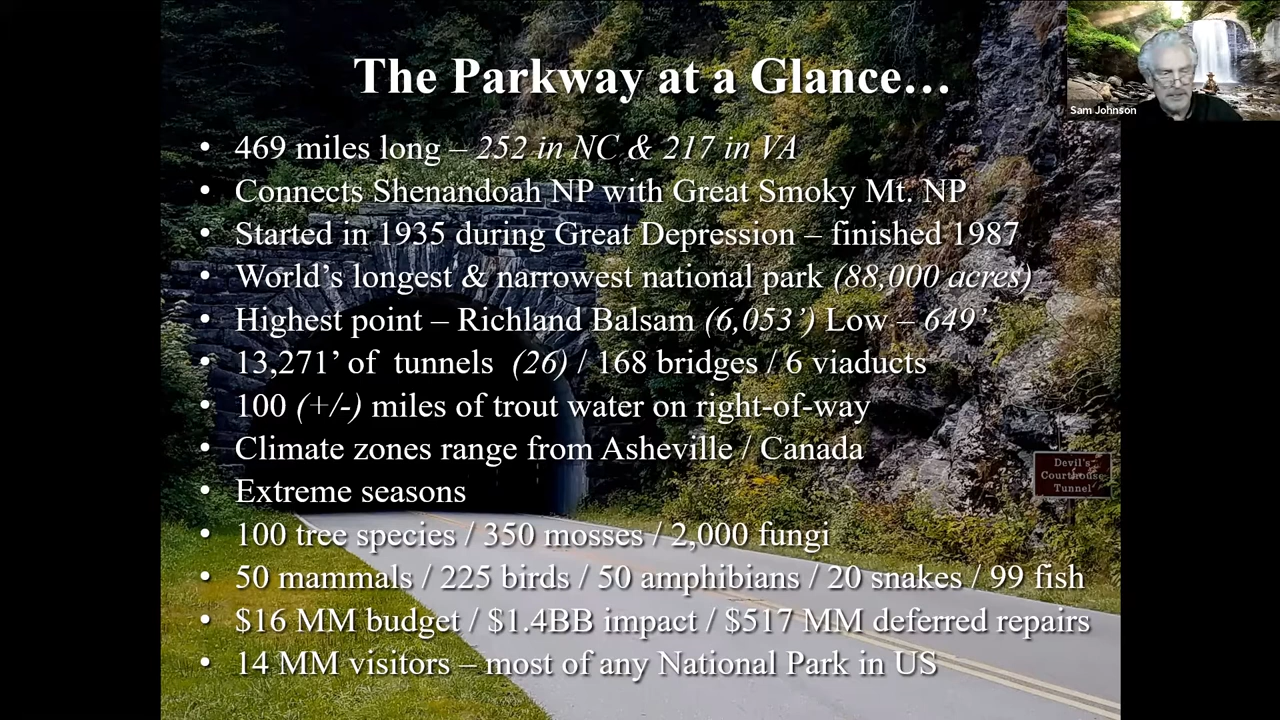 The Parkway at a Glance…
Sam Johnson
• 469 miles long – 252 in NC & 217 in VA
• Connects Shenandoah NP with Great Smoky Mt. NP
• Started in 1935 during Great Depression – finished 1987
• World’s longest & narrowest national park (88,000 acres)
• Highest point – Richland Balsam (6,053’) Low – 649’
• 13,271’ of tunnels (26) / 168 bridges / 6 viaducts
• 100 (+/-) miles of trout water on right-of-way
• Climate zones range from Asheville / Canada
• Extreme seasons
• 100 tree species / 350 mosses / 2,000 fungi
• 50 mammals / 225 birds / 50 amphibians / 20 snakes / 99 fish
• $16 MM budget / $1.4BB impact / $517 MM deferred repairs
• 14 MM visitors – most of any National Park in US
Devil's
Courthouse
Tunnel